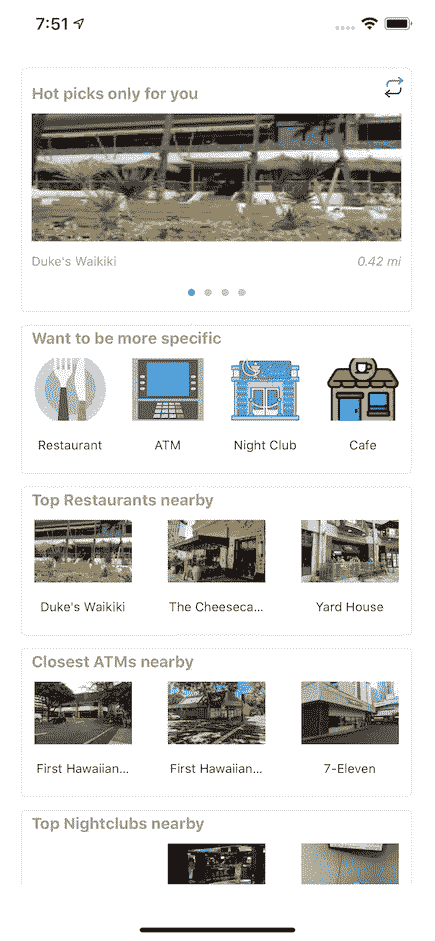 7:51
Hot picks only for you
Duke's Waikiki 0.42 mi
Want to be more specific
Restaurant ATM Night Club Cafe
Top Restaurants nearby
Duke's Waikiki The Cheeseca... Yard House
Closest ATMs nearby
First Hawaiian... First Hawaiian... 7-Eleven
Top Nightclubs nearby